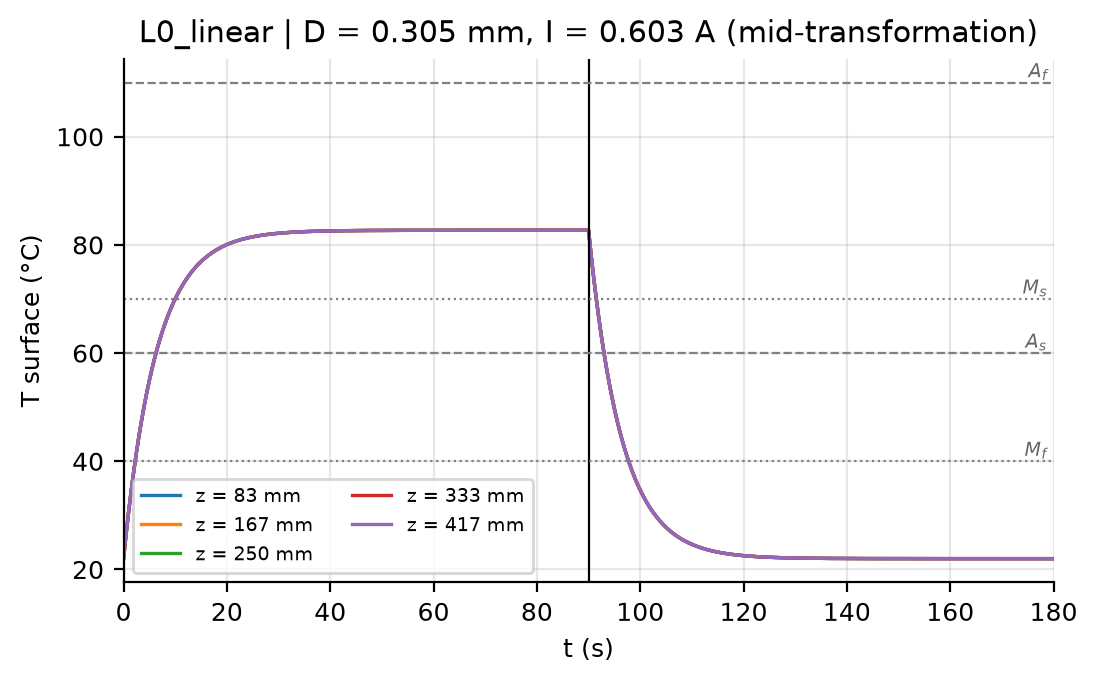 L0_linear | D = 0.305 mm, I = 0.603 A (mid-transformation)
A_f
100
80
M_s
A_s
60
M_f
40
20
T surface (°C)
z = 83 mm
z = 333 mm
z = 167 mm
z = 417 mm
z = 250 mm
0 20 40 60 80 100 120 140 160 180
t (s)